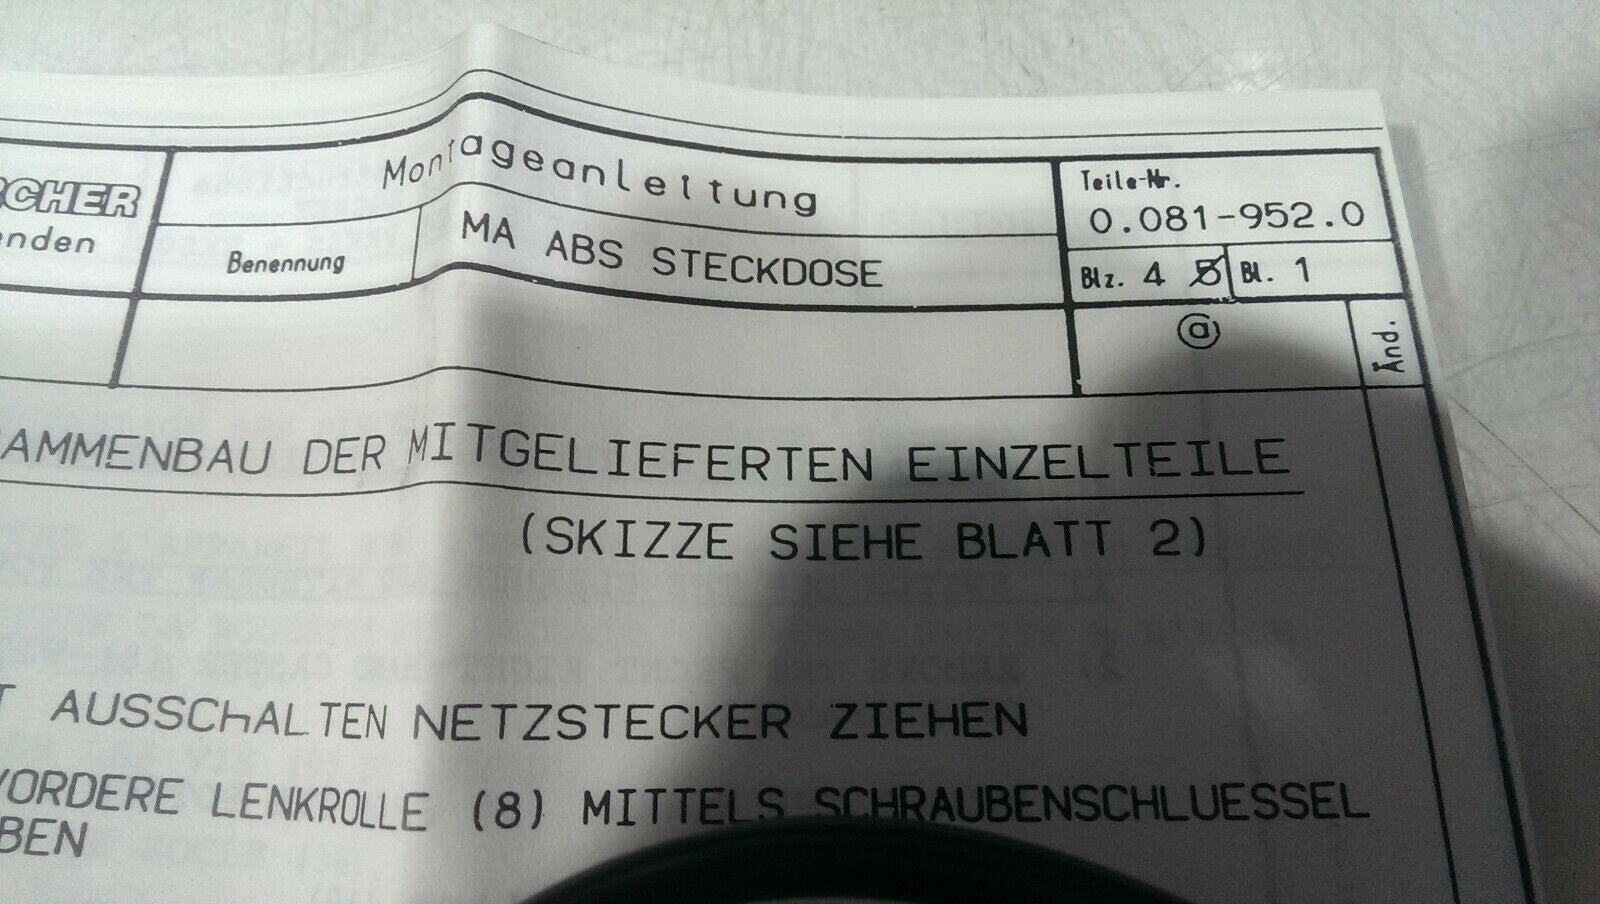 Montageanleitung
Teile-Nr.
0.081-952.0
RCHER
enden
Benennung
MA ABS STECKDOSE
Blz. 4 5
Bl. 1
@
Änd.
AMMENBAU DER MITGELIEFERTEN EINZELTEILE
(SKIZZE SIEHE BLATT 2)
T AUSSCHALTEN NETZSTECKER ZIEHEN
VORDERE LENKROLLE (8) MITTELS SCHRAUBENSCHLUESSEL
BEN